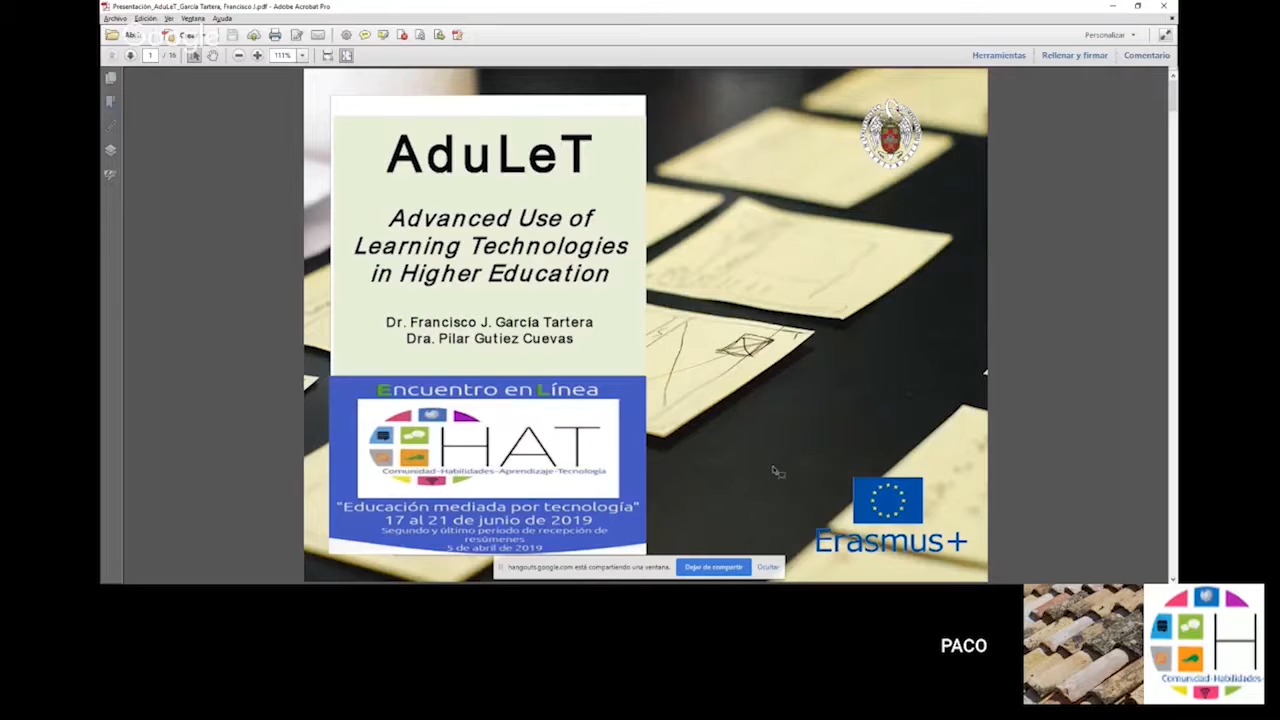 Presentación_AduLeT_García Tartera, Francisco J.pdf - Adobe Acrobat Pro
Archivo Edición Ver Ventana Ayuda
Google
Personalizar
1 / 16
111%
Herramientas Rellenar y firmar Comentario
AduLeT
Advanced Use of
Learning Technologies
in Higher Education
Dr. Francisco J. García Tartera
Dra. Pilar Gutiez Cuevas
Encuentro en Línea
HAT
Comunidad-Habilidades-Aprendizaje-Tecnología
"Educación mediada por tecnología"
17 al 21 de junio de 2019
Segundo y último periodo de recepción de
resúmenes
5 de abril de 2019
Erasmus+
hangouts.google.com está compartiendo una ventana. Dejar de compartir Ocultar
PACO
H
Comunidad-Habilidades-